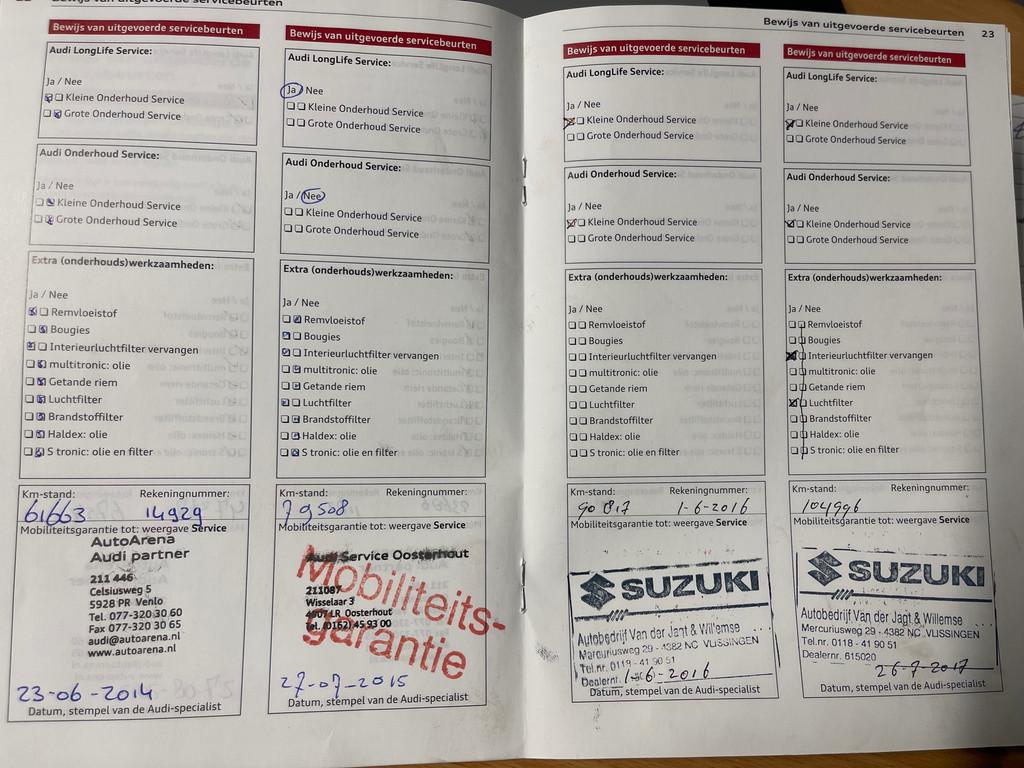 Bewijs van uitgevoerde servicebeurten
Bewijs van uitgevoerde servicebeurten
Audi LongLife Service:
Ja / Nee
Kleine Onderhoud Service
Grote Onderhoud Service
Audi Onderhoud Service:
Ja / Nee
Kleine Onderhoud Service
Grote Onderhoud Service
Extra (onderhouds)werkzaamheden:
Ja / Nee
Remvloeistof
Bougies
Interieurluchtfilter vervangen
multitronic: olie
Getande riem
Luchtfilter
Brandstoffilter
Haldex: olie
S tronic: olie en filter
Km-stand: Rekeningnummer:
61663 14929
Mobiliteitsgarantie tot: weergave Service
AutoArena
Audi partner
211 446
Celsiusweg 5
5928 PR Venlo
Tel. 077-320 30 60
Fax 077-320 30 65
audi@autoarena.nl
www.autoarena.nl
23-06-2014
Datum, stempel van de Audi-specialist
Bewijs van uitgevoerde servicebeurten
Audi LongLife Service:
Ja / Nee
Kleine Onderhoud Service
Grote Onderhoud Service
Audi Onderhoud Service:
Ja / Nee
Kleine Onderhoud Service
Grote Onderhoud Service
Extra (onderhouds)werkzaamheden:
Ja / Nee
Remvloeistof
Bougies
Interieurluchtfilter vervangen
multitronic: olie
Getande riem
Luchtfilter
Brandstoffilter
Haldex: olie
S tronic: olie en filter
Km-stand: Rekeningnummer:
79508
Mobiliteitsgarantie tot: weergave Service
Audi Service Oosterhout
Mobiliteits-
garantie
211087
Wisselaar 3
4907 LR Oosterhout
Tel. (0162) 45 93 00
27-07-2015
Datum, stempel van de Audi-specialist
Bewijs van uitgevoerde servicebeurten 23
Bewijs van uitgevoerde servicebeurten
Audi LongLife Service:
Ja / Nee
Kleine Onderhoud Service
Grote Onderhoud Service
Audi Onderhoud Service:
Ja / Nee
Kleine Onderhoud Service
Grote Onderhoud Service
Extra (onderhouds)werkzaamheden:
Ja / Nee
Remvloeistof
Bougies
Interieurluchtfilter vervangen
multitronic: olie
Getande riem
Luchtfilter
Brandstoffilter
Haldex: olie
S tronic: olie en filter
Km-stand: Rekeningnummer:
1-6-2016
Mobiliteitsgarantie tot: weergave Service
SUZUKI
Autobedrijf Van der Jagt & Willemse
Mercuriusweg 29 - 4382 NC VLISSINGEN
Tel.nr. 0118 - 41 90 51
Dealernr. 1-6-2016
Datum, stempel van de Audi-specialist
Bewijs van uitgevoerde servicebeurten
Audi LongLife Service:
Ja / Nee
Kleine Onderhoud Service
Grote Onderhoud Service
Audi Onderhoud Service:
Ja / Nee
Kleine Onderhoud Service
Grote Onderhoud Service
Extra (onderhouds)werkzaamheden:
Ja / Nee
Remvloeistof
Bougies
Interieurluchtfilter vervangen
multitronic: olie
Getande riem
Luchtfilter
Brandstoffilter
Haldex: olie
S tronic: olie en filter
Km-stand: Rekeningnummer:
104996
Mobiliteitsgarantie tot: weergave Service
SUZUKI
Autobedrijf Van der Jagt & Willemse
Mercuriusweg 29 - 4382 NC VLISSINGEN
Tel.nr. 0118 - 41 90 51
Dealernr. 615020
26-7-2017
Datum, stempel van de Audi-specialist